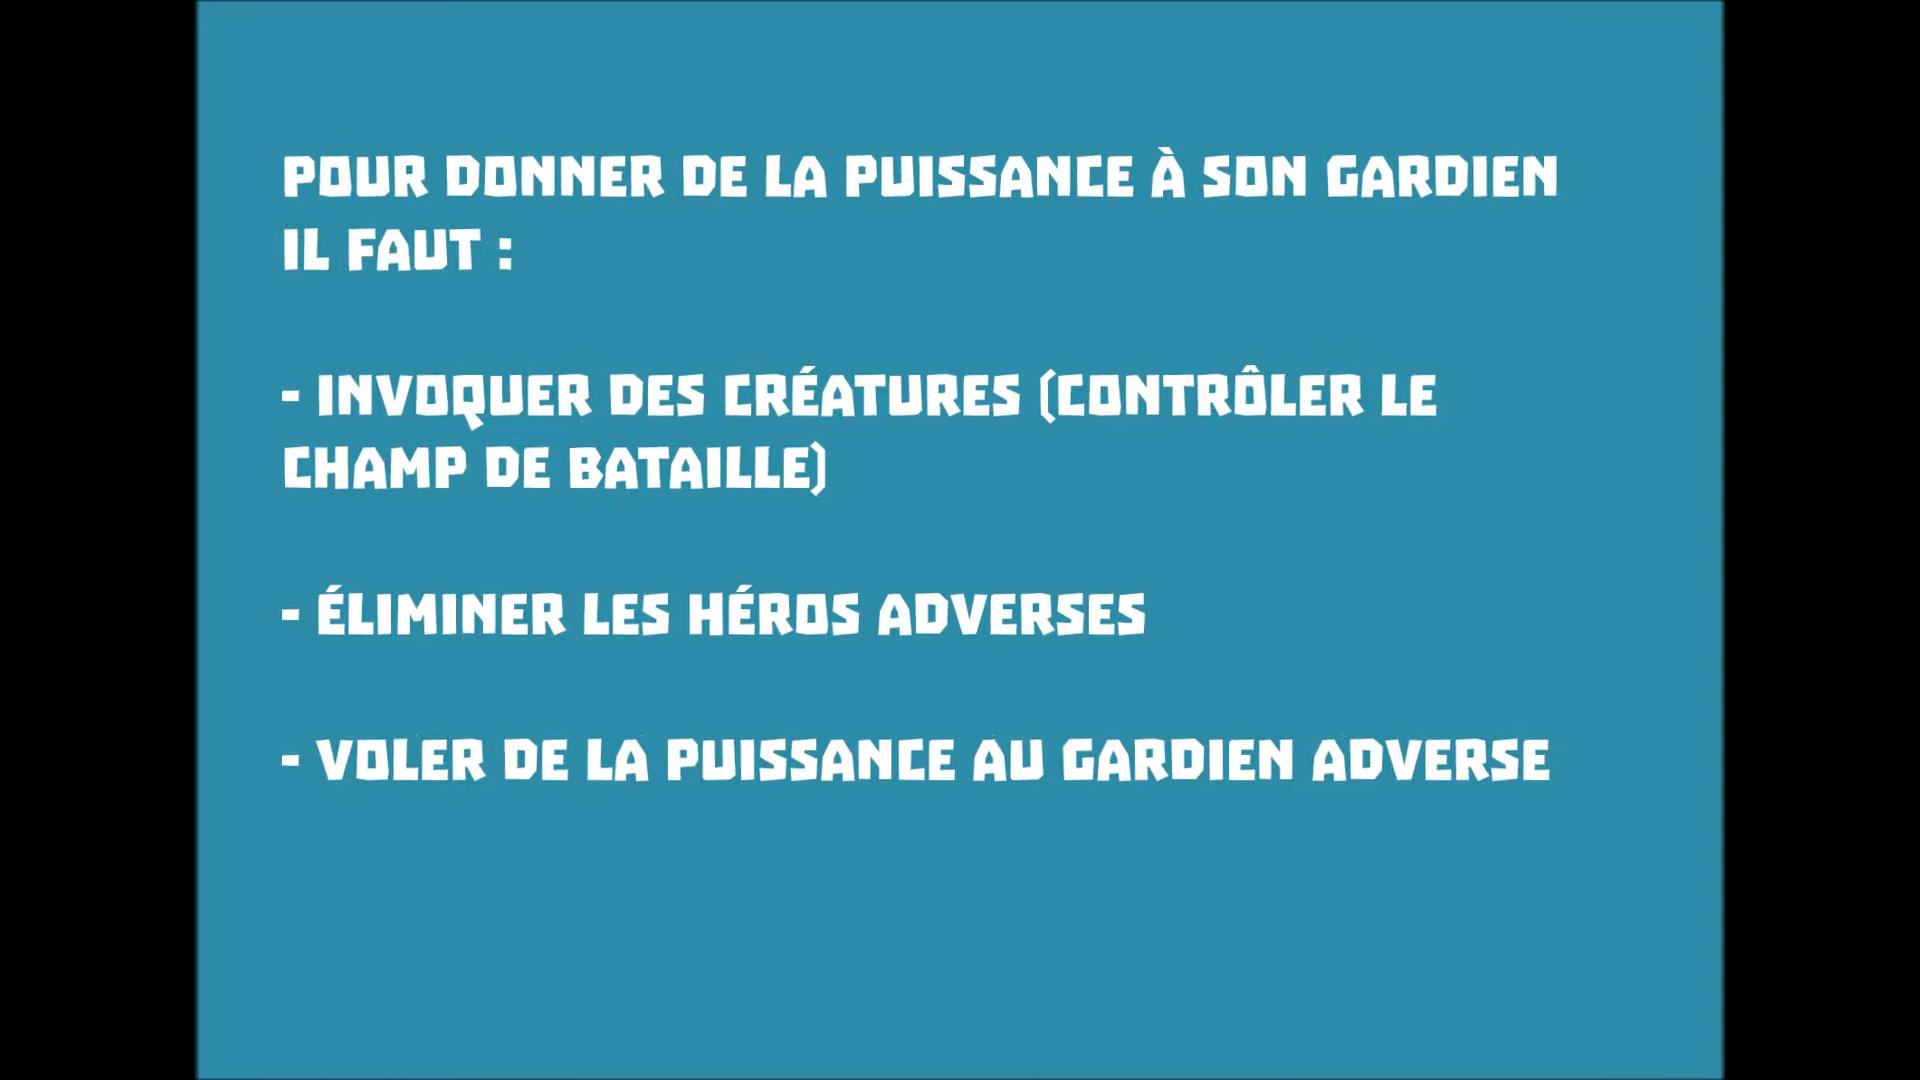 POUR DONNER DE LA PUISSANCE À SON GARDIEN
IL FAUT :
- INVOQUER DES CRÉATURES (CONTRÔLER LE
CHAMP DE BATAILLE)
- ÉLIMINER LES HÉROS ADVERSES
- VOLER DE LA PUISSANCE AU GARDIEN ADVERSE